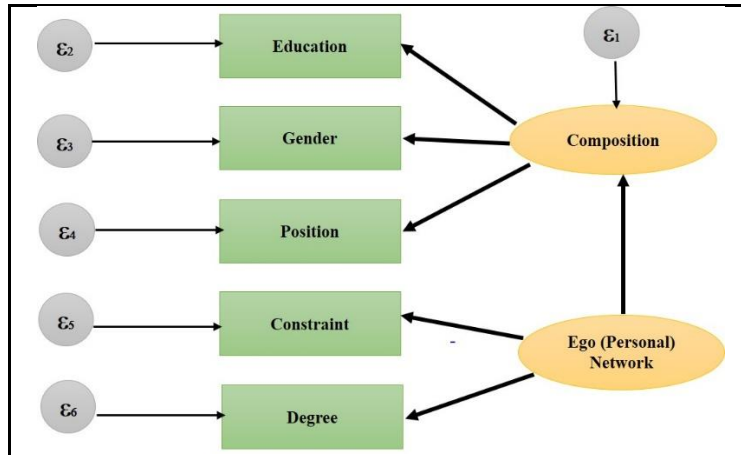 ε2
Education
ε1
ε3
Gender
Composition
ε4
Position
ε5
Constraint
Ego (Personal)
Network
-
ε6
Degree